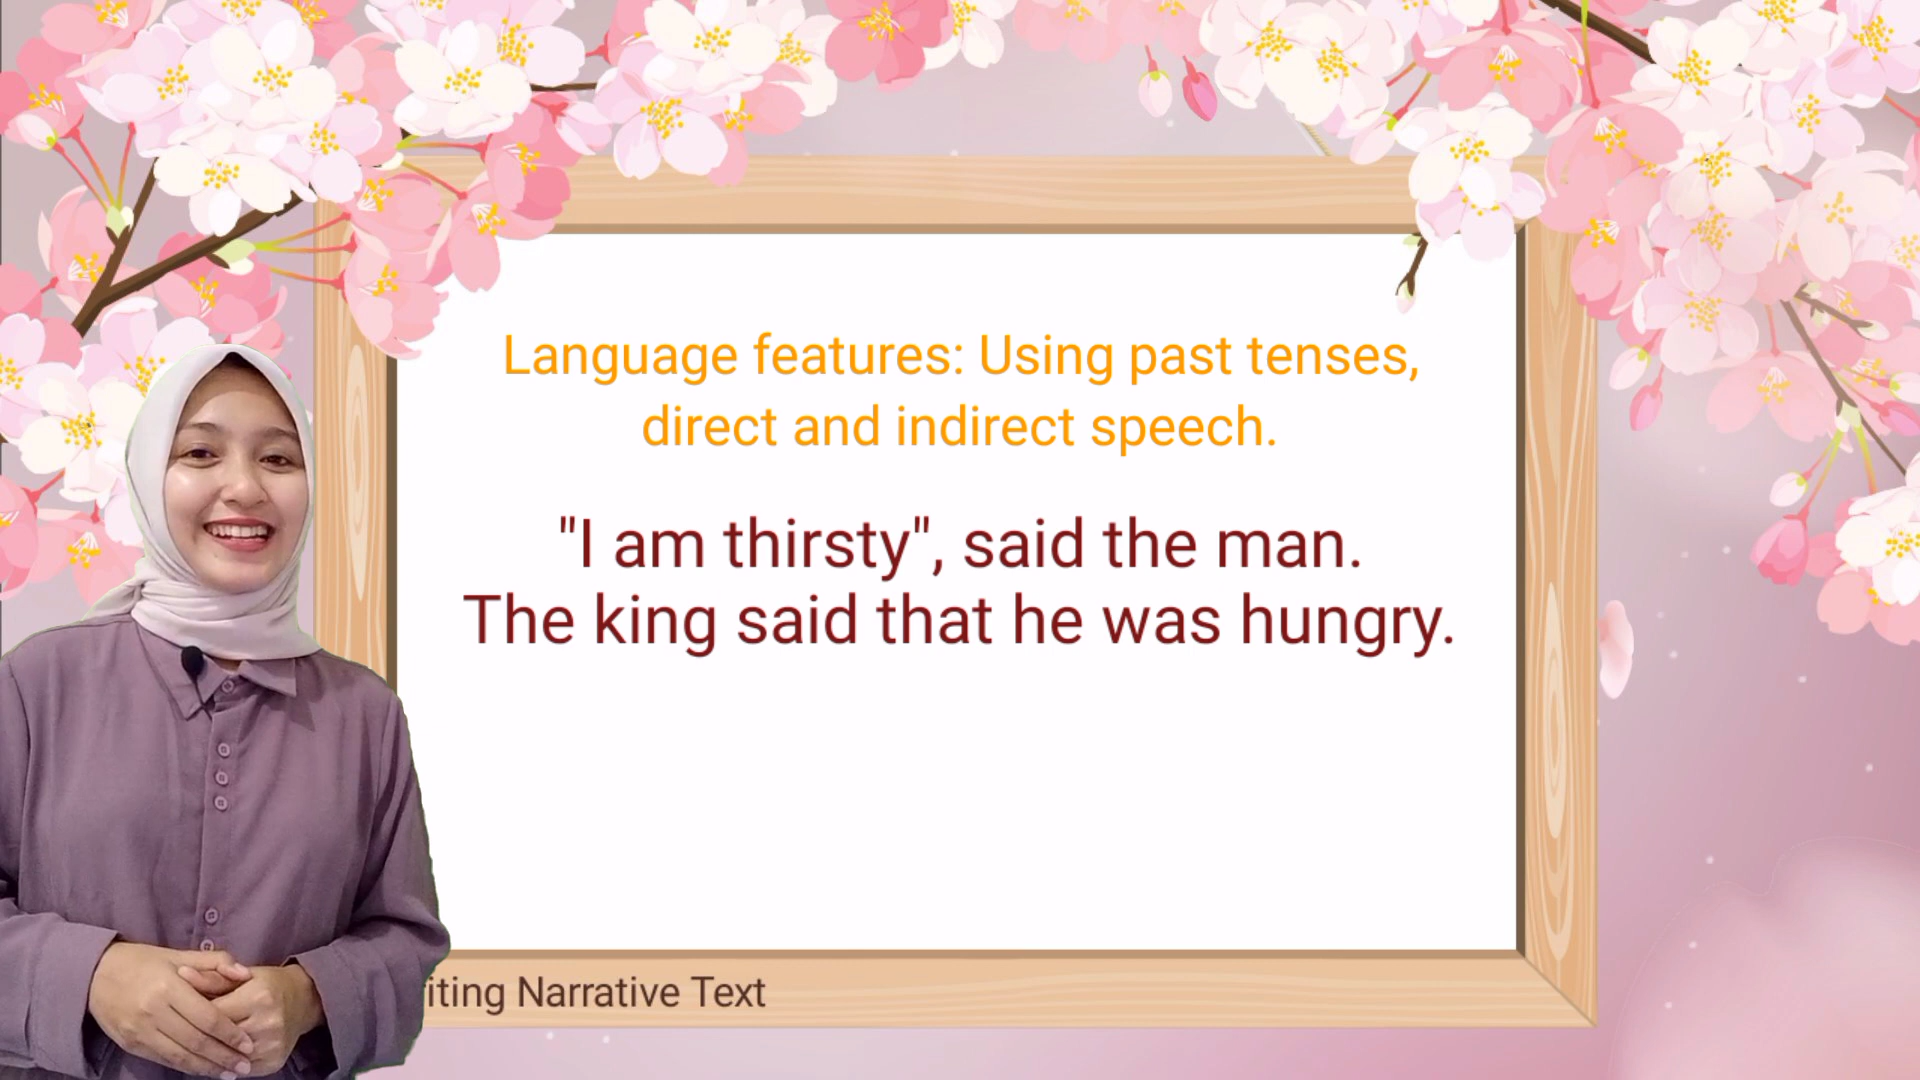 Language features: Using past tenses,
direct and indirect speech.
"I am thirsty", said the man.
The king said that he was hungry.
Narrative Text